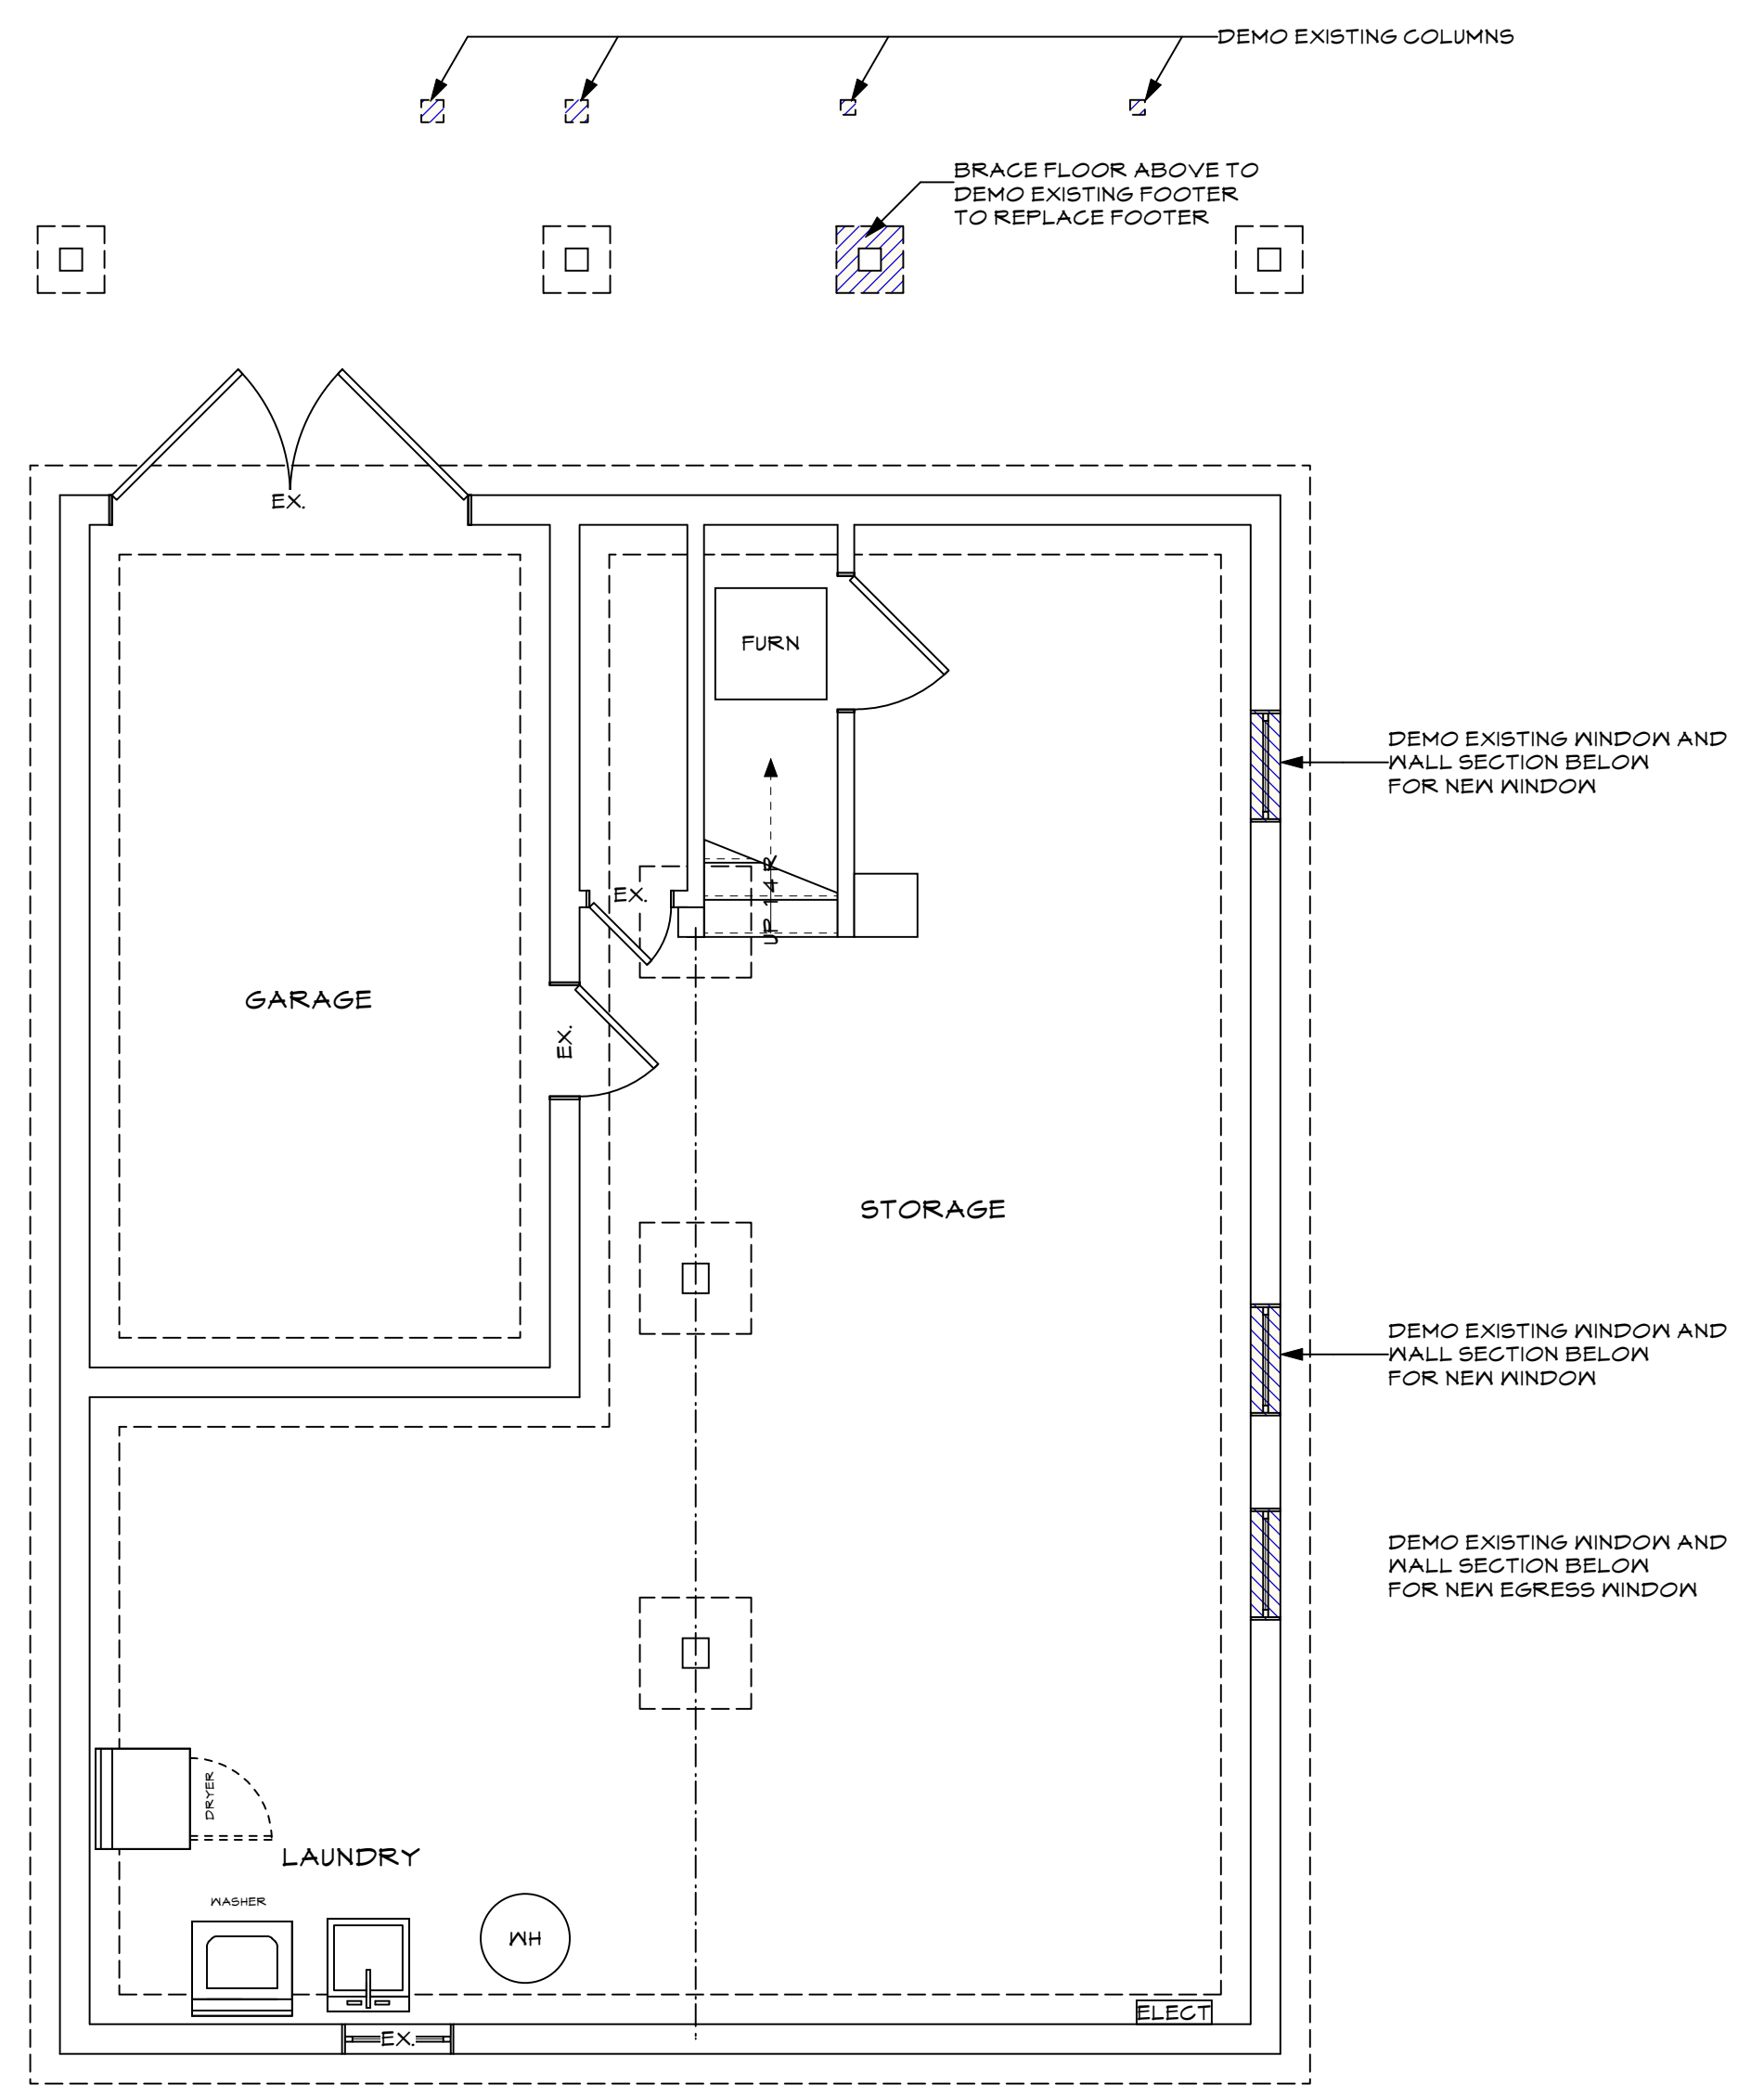 DEMO EXISTING COLUMNS
BRACE FLOOR ABOVE TO
DEMO EXISTING FOOTER
TO REPLACE FOOTER
EX.
FURN
DEMO EXISTING WINDOW AND
WALL SECTION BELOW
FOR NEW WINDOW
EX.
UP 14 R
GARAGE
EX.
STORAGE
DEMO EXISTING WINDOW AND
WALL SECTION BELOW
FOR NEW WINDOW
DEMO EXISTING WINDOW AND
WALL SECTION BELOW
FOR NEW EGRESS WINDOW
DRYER
LAUNDRY
WASHER
WH
ELECT
EX.